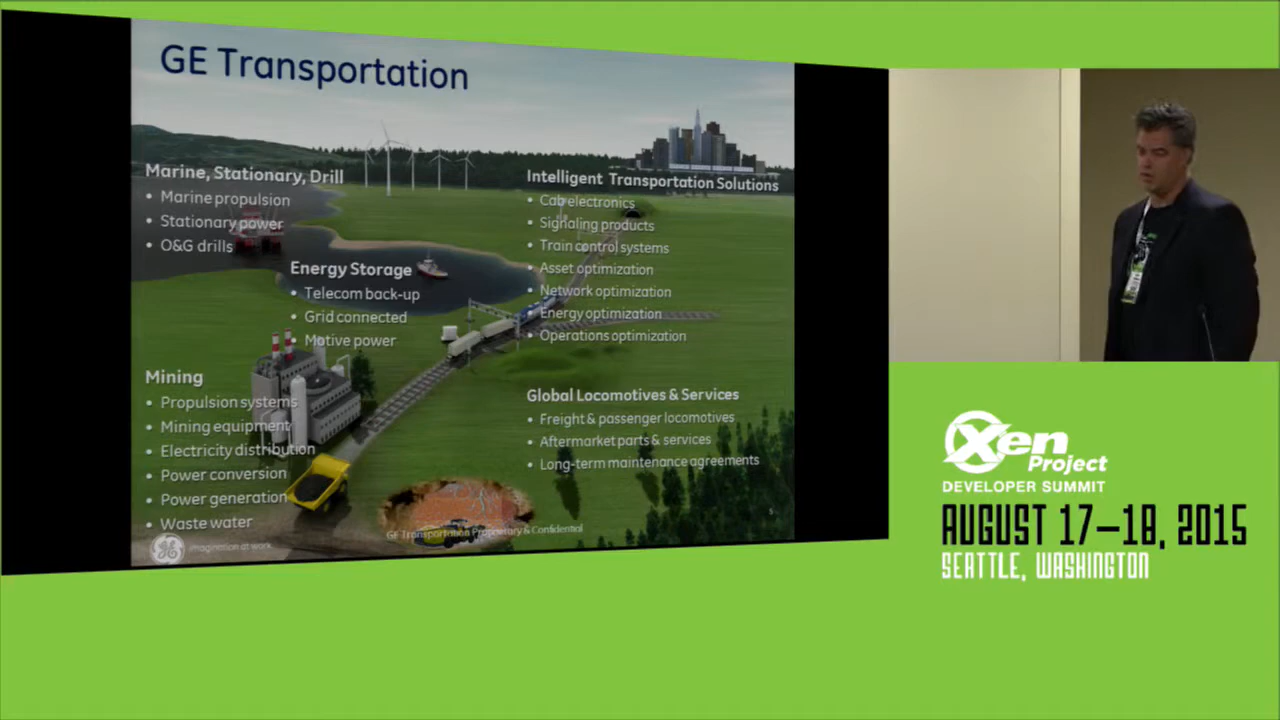 GE Transportation
Marine, Stationary, Drill
• Marine propulsion
• Stationary power
• O&G drills
Energy Storage
• Telecom back-up
• Grid connected
• Motive power
Mining
• Propulsion systems
• Mining equipment
• Electricity distribution
• Power conversion
• Power generation
• Waste water
Intelligent Transportation Solutions
• Cab electronics
• Signaling products
• Train control systems
• Asset optimization
• Network optimization
• Energy optimization
• Operations optimization
Global Locomotives & Services
• Freight & passenger locomotives
• Aftermarket parts & services
• Long-term maintenance agreements
GE Transportation Proprietary & Confidential
5
GE imagination at work
Xen
Project
DEVELOPER SUMMIT
AUGUST 17–18, 2015
SEATTLE, WASHINGTON